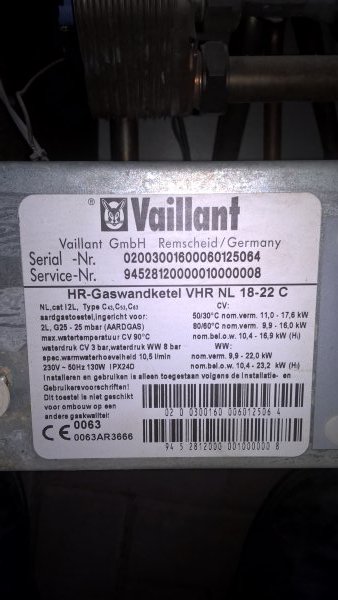 ® Vaillant
Vaillant GmbH Remscheid/Germany
Serial -Nr. 02003001600060125064
Service-Nr. 94528120000010000008
HR-Gaswandketel VHR NL 18-22 C
NL,cat I2L, Type C43,C53,C63 CV:
aardgastoestel,ingericht voor: 50/30°C nom.verm. 11,0 - 17,6 kW
2L, G25 - 25 mbar (AARDGAS) 80/60°C nom.verm. 9,9 - 16,0 kW
max.watertemperatuur CV 90°C nom.bel.o.w. 10,4 - 16,9 kW (Hi)
waterdruk CV 3 bar,waterdruk WW 8 bar WW:
spec.warmwaterhoeveelheid 10,5 l/min nom.verm. 9,9 - 22,0 kW
230V ~ 50Hz 130W IPX24D nom.bel.o.w. 10,4 - 23,2 kW (Hi)
Installeren en gebruiken is alleen toegestaan volgens de Installatie- en
Gebruikersvoorschriften!
Dit toestel is niet geschikt
voor ombouw op een
andere gaskwaliteit!
02 0 0300160 006012506 4
CE 0063
0063AR3666
94 5 2812000 001000000 8